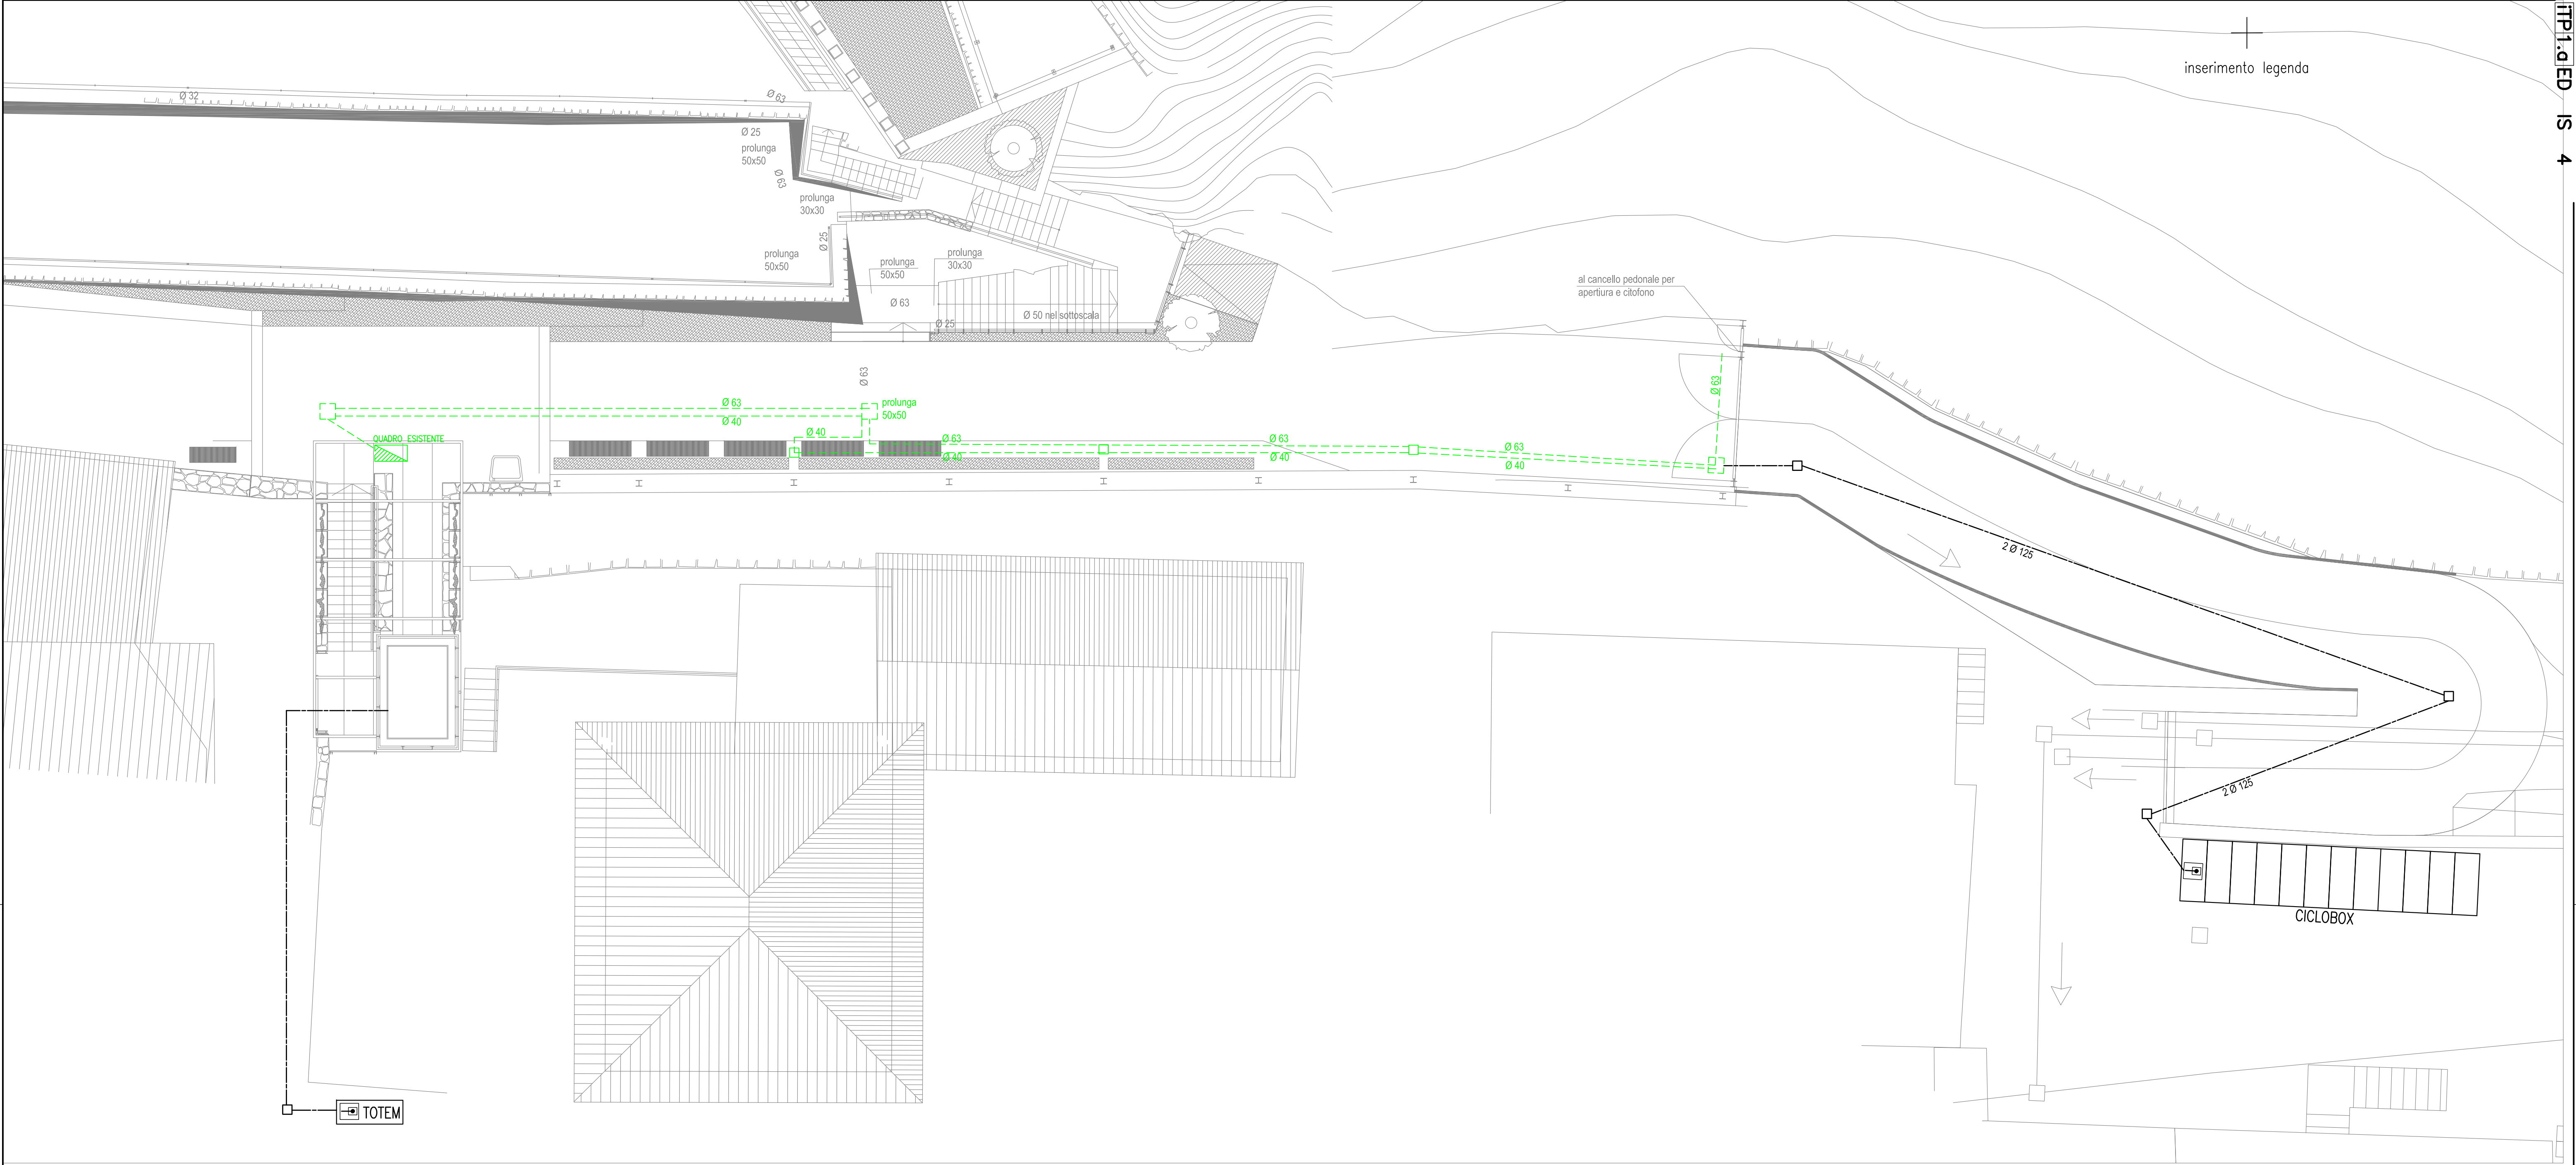 iTP1.a ED IS 4
inserimento legenda
Ø 32
Ø 63
Ø 25
prolunga
50x50
Ø 63
prolunga
30x30
Ø 25
prolunga
50x50
prolunga
50x50
prolunga
30x30
Ø 63
Ø 25
Ø 50 nel sottoscala
al cancello pedonale per
apertiura e citofono
Ø 63
Ø 63
Ø 63
Ø 40
prolunga
50x50
QUADRO ESISTENTE
Ø 40
Ø 63
Ø 40
Ø 63
Ø 40
Ø 63
Ø 40
2 Ø 125
2 Ø 125
CICLOBOX
TOTEM